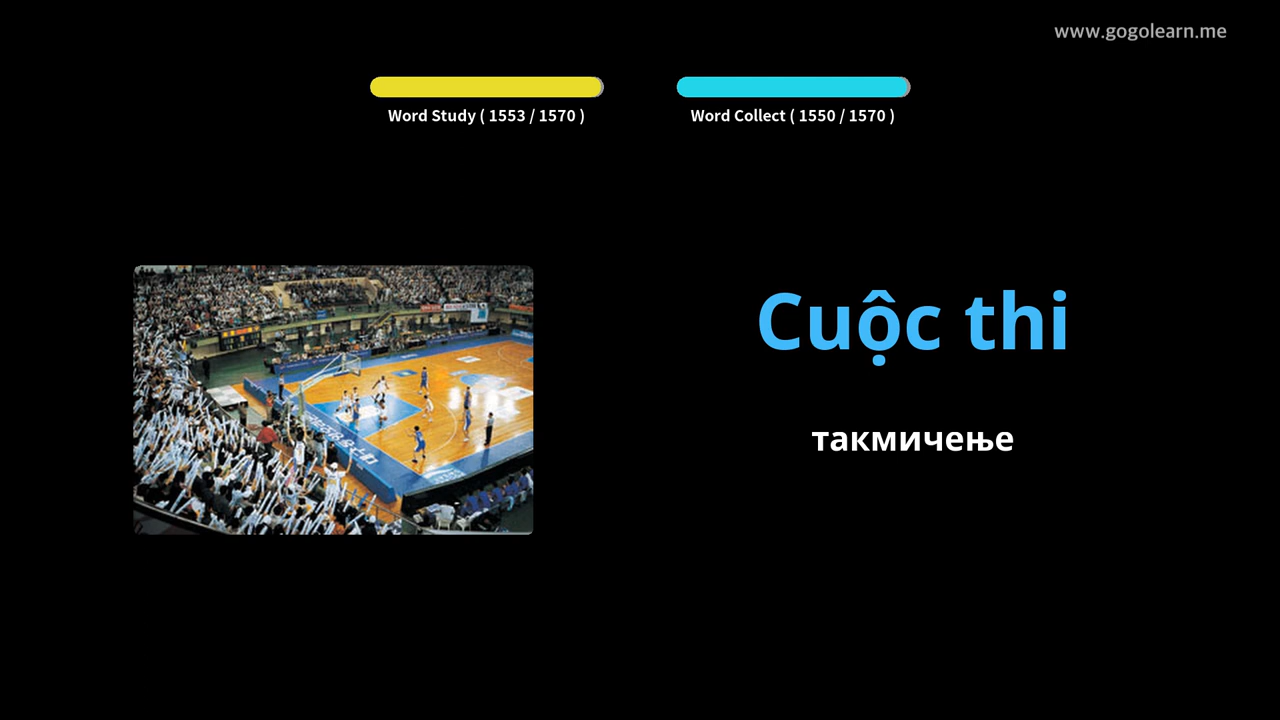 www.gogolearn.me
Word Study ( 1553 / 1570 )
Word Collect ( 1550 / 1570 )
Cuộc thi
такмичење